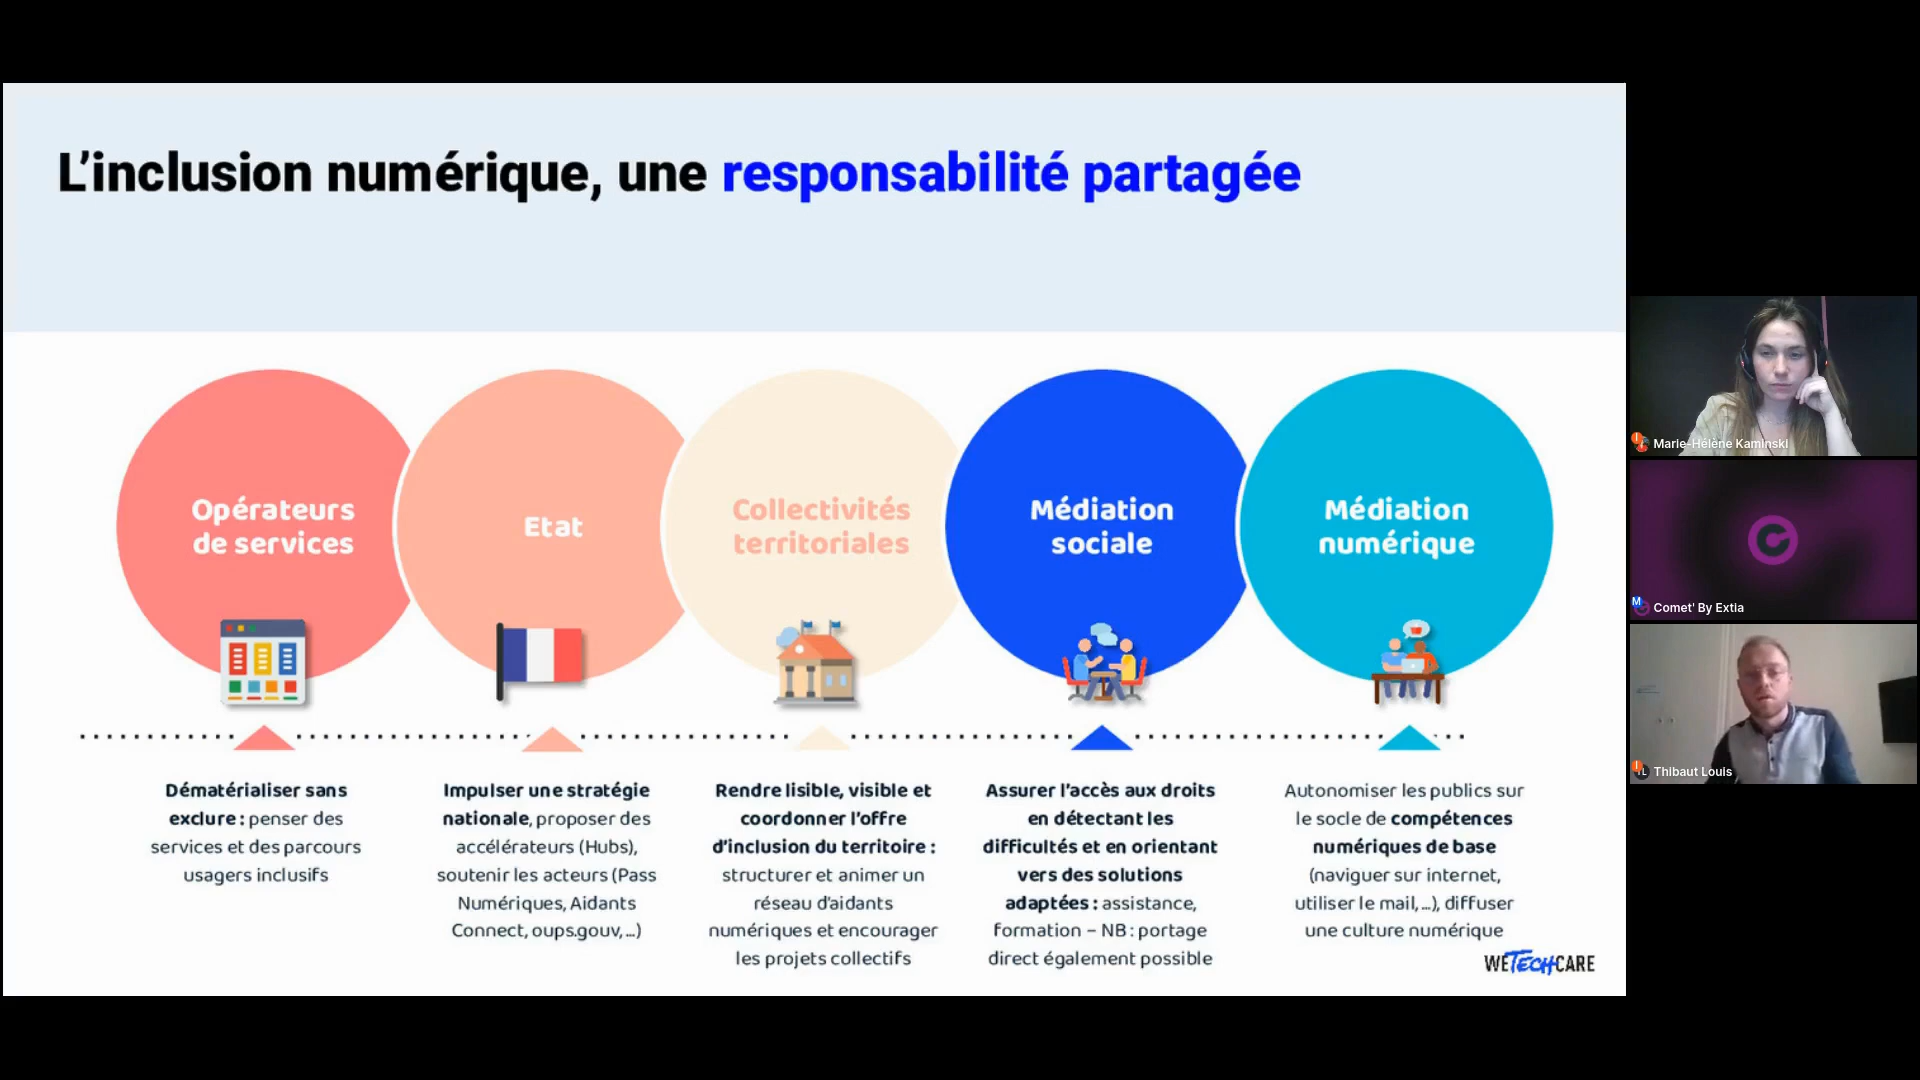 L’inclusion numérique, une responsabilité partagée
Opérateurs
de services
Etat
Collectivités
territoriales
Médiation
sociale
Médiation
numérique
Dématérialiser sans
exclure : penser des
services et des parcours
usagers inclusifs
Impulser une stratégie
nationale, proposer des
accélérateurs (Hubs),
soutenir les acteurs (Pass
Numériques, Aidants
Connect, oups.gouv, …)
Rendre lisible, visible et
coordonner l’offre
d’inclusion du territoire :
structurer et animer un
réseau d’aidants
numériques et encourager
les projets collectifs
Assurer l’accès aux droits
en détectant les
difficultés et en orientant
vers des solutions
adaptées : assistance,
formation – NB : portage
direct également possible
Autonomiser les publics sur
le socle de compétences
numériques de base
(naviguer sur internet,
utiliser le mail, …), diffuser
une culture numérique
WETECHCARE
Marie-Hélène Kaminski
M
Comet' By Extia
TL
Thibaut Louis